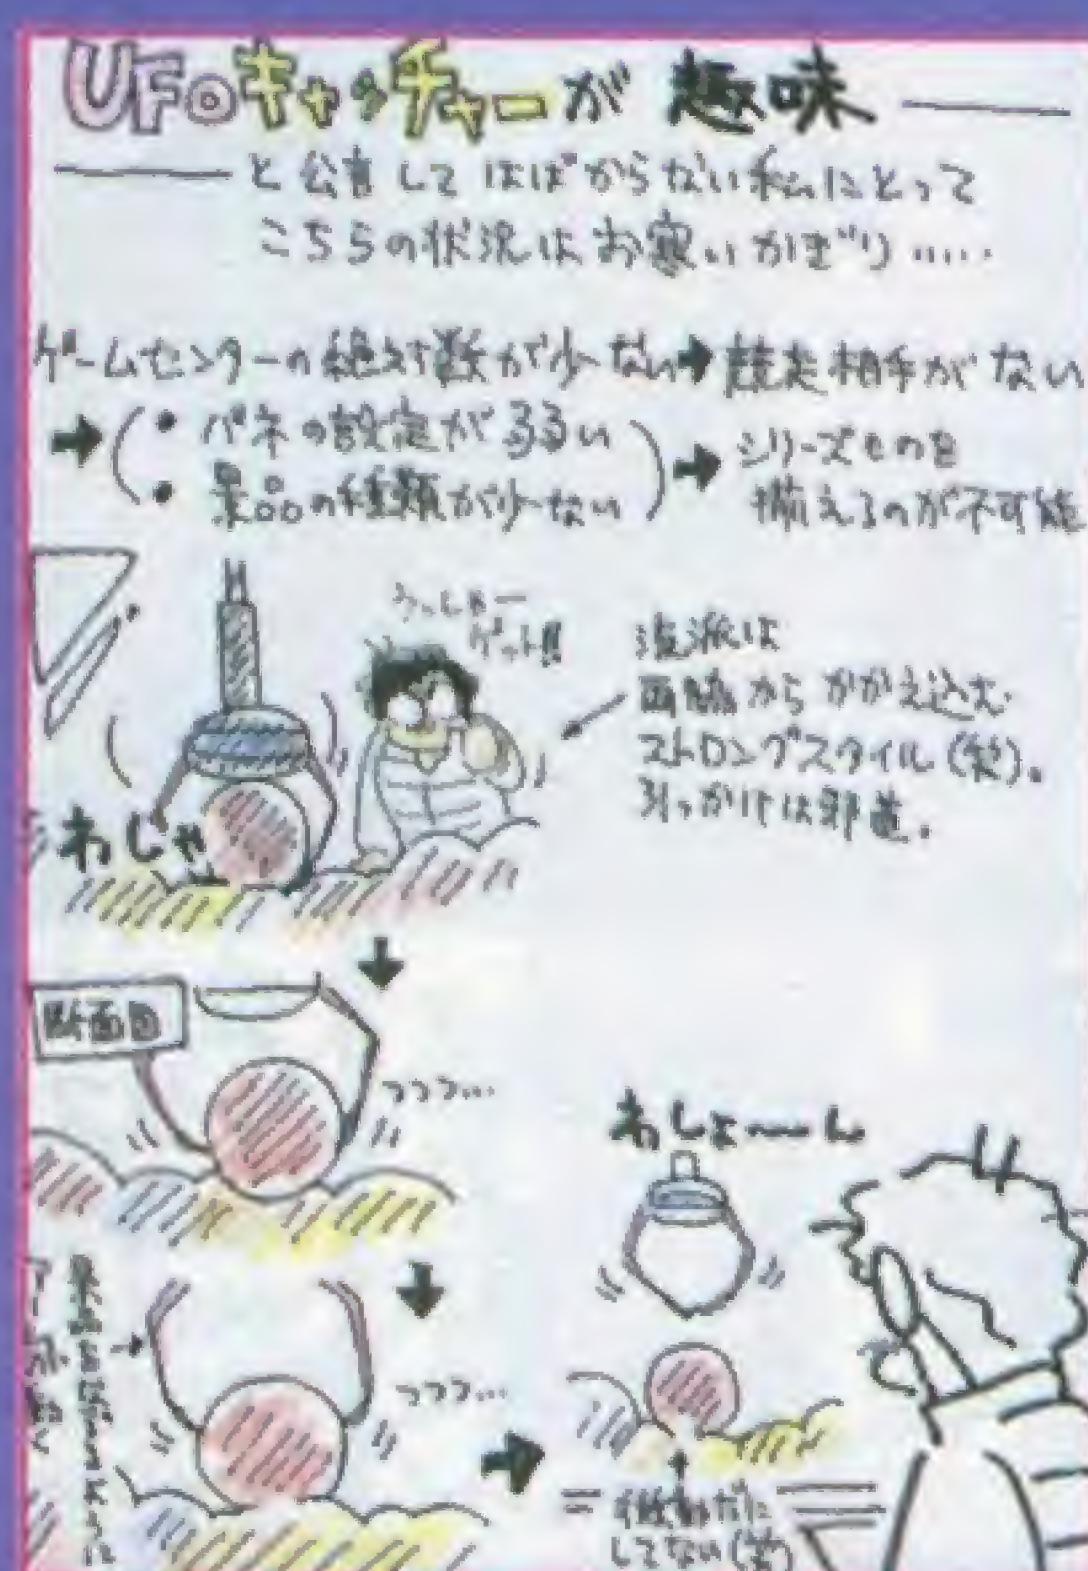 UFOキャッチャーが 趣味
と公言してはばからない私にとって
こちらの状況はお寒いかぎり……
ゲームセンターの絶対数が少ない→競走相手がない
→(・バネの設定がゆるい
・景品の種類が少ない)
→シリーズものを
揃えるのが不可能
うっしゃー
ゲット!!
流派は
両脇からかかえ込む
ストロングスタイル(笑)。
引っかけは邪道。
わしゃ
断面図
つつつ…
つつつ…
わしょ〜〜ん
微動だに
してない(笑)